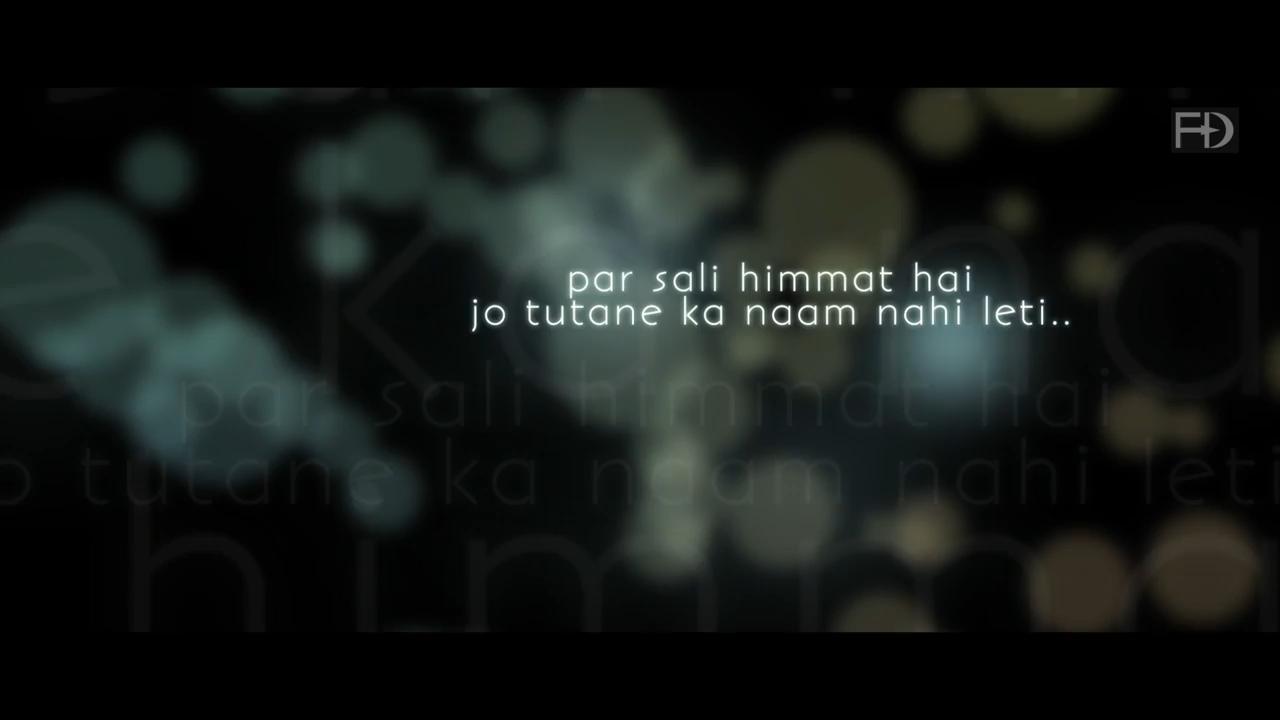 FD
par sali himmat hai
jo tutane ka naam nahi leti..
par sali himmat hai
o tutane ka naam nahi leti